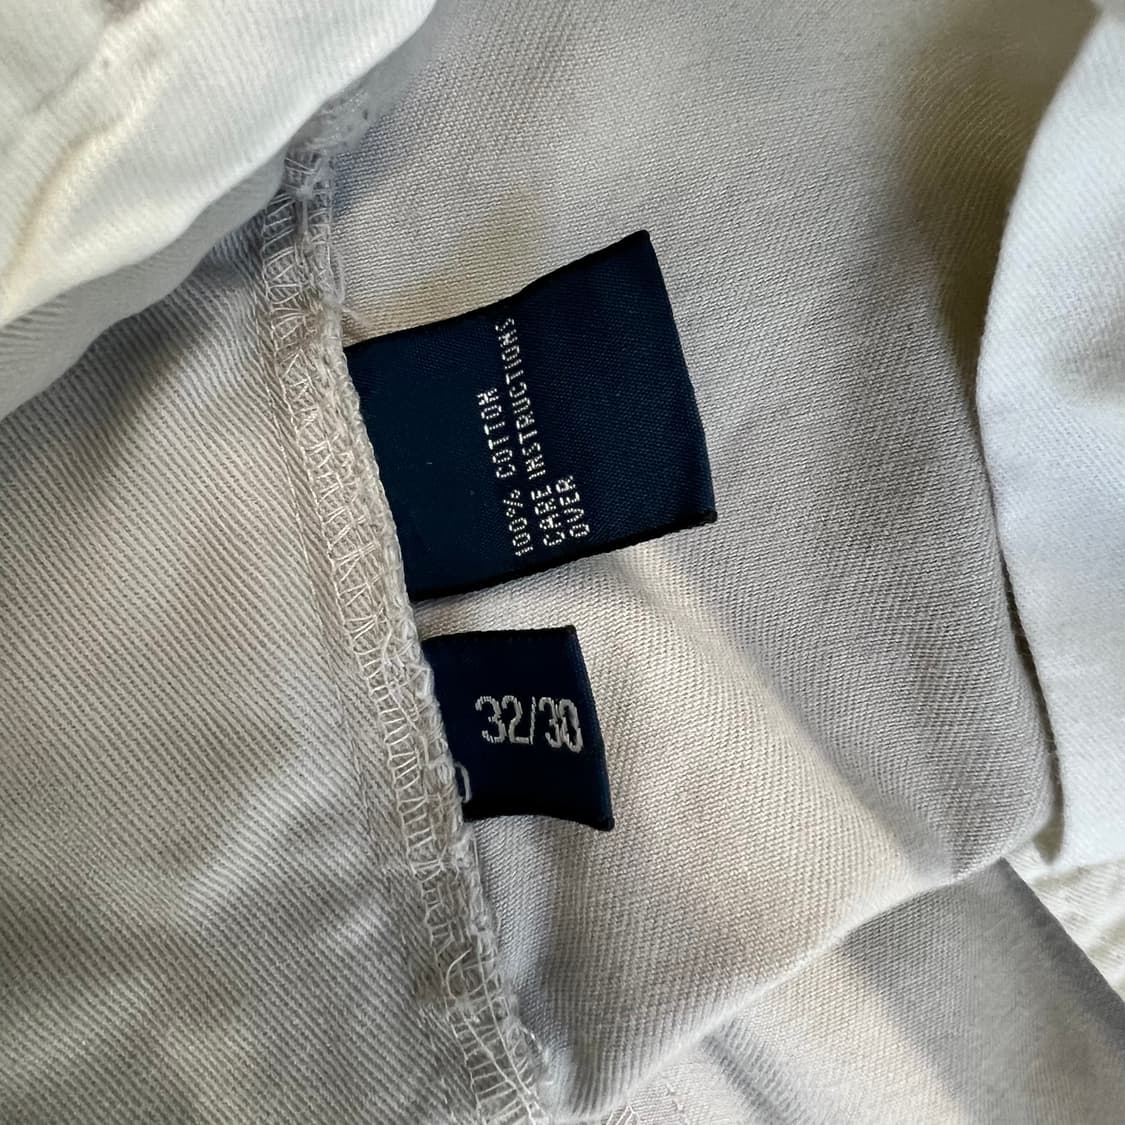 100% COTTON
CARE INSTRUCTIONS
OVER
32/30